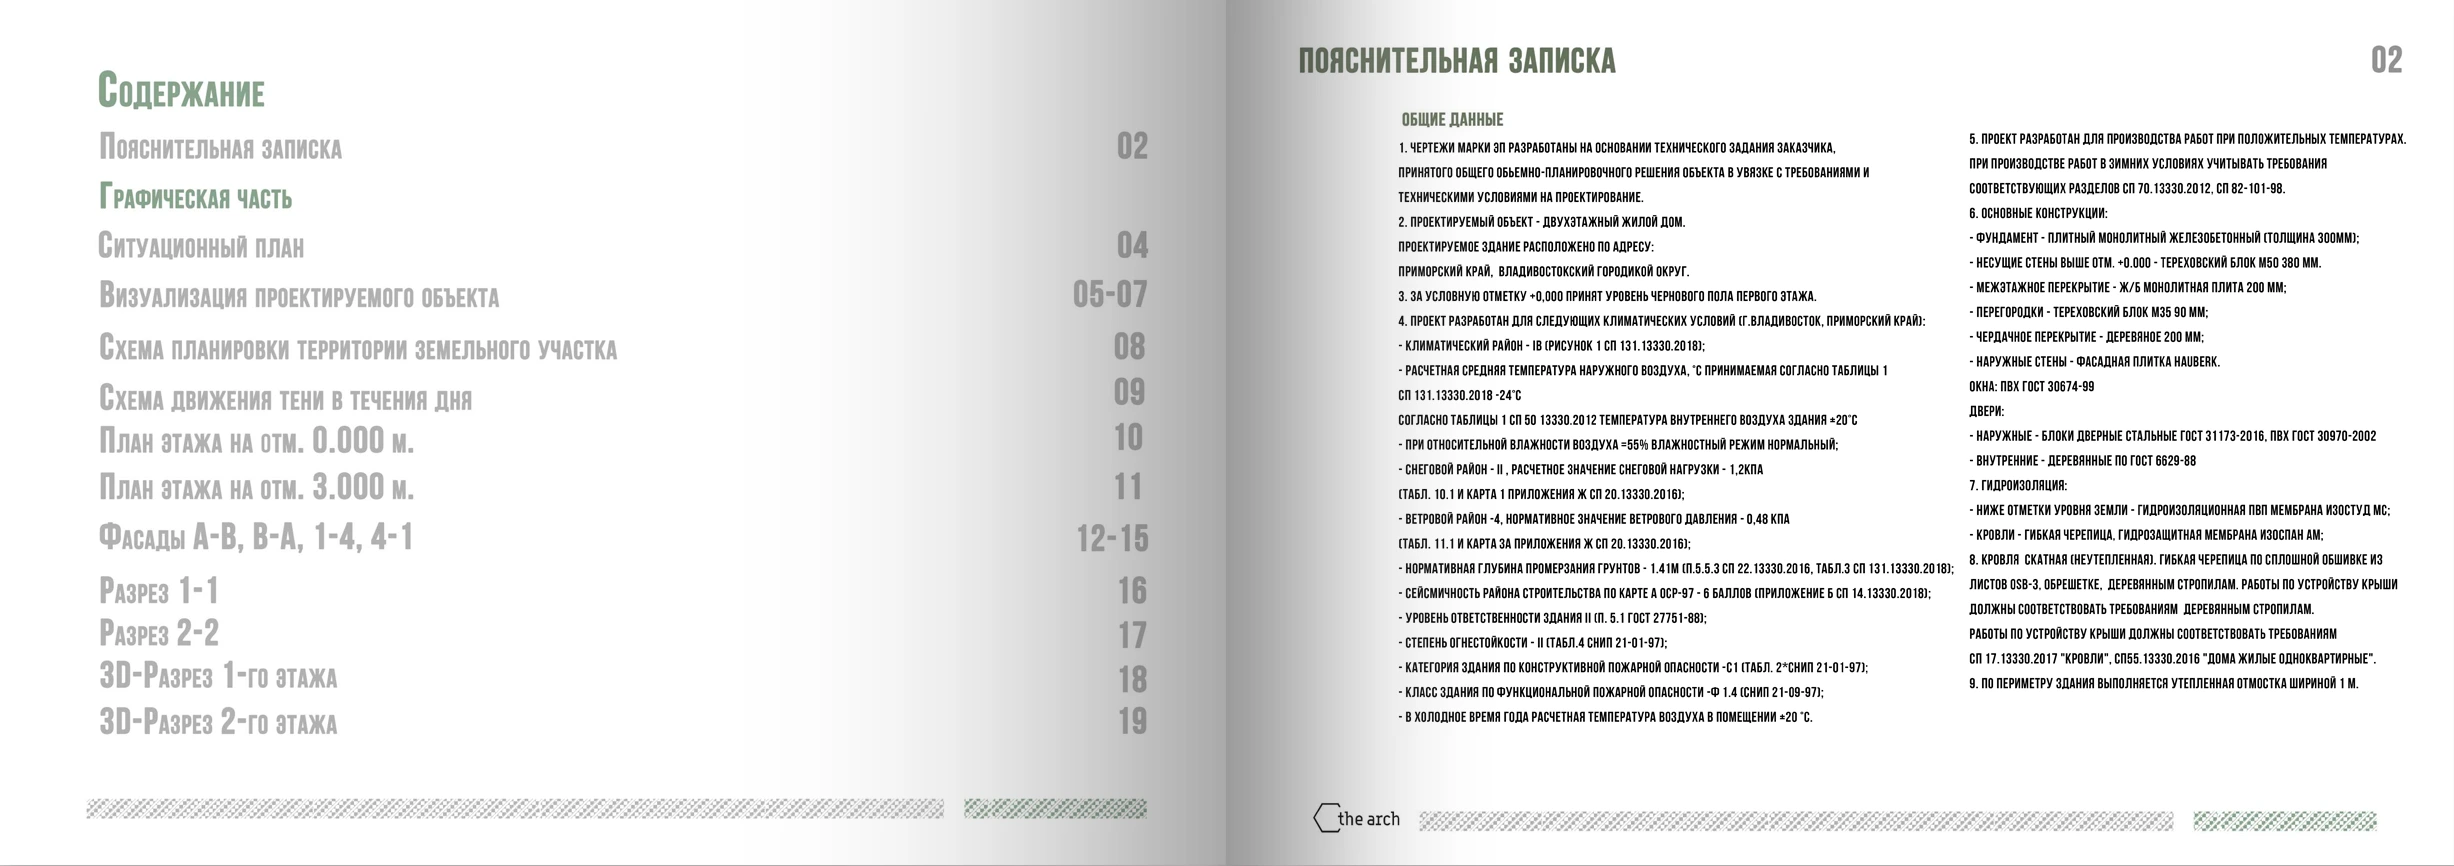 Содержание
Пояснительная записка 02
Графическая часть
Ситуационный план 04
Визуализация проектируемого объекта 05-07
Схема планировки территории земельного участка 08
Схема движения тени в течения дня 09
План этажа на отм. 0.000 м. 10
План этажа на отм. 3.000 м. 11
Фасады А-В, В-А, 1-4, 4-1 12-15
Разрез 1-1 16
Разрез 2-2 17
3D-Разрез 1-го этажа 18
3D-Разрез 2-го этажа 19
ПОЯСНИТЕЛЬНАЯ ЗАПИСКА 02
ОБЩИЕ ДАННЫЕ
1. ЧЕРТЕЖИ МАРКИ ЭП РАЗРАБОТАНЫ НА ОСНОВАНИИ ТЕХНИЧЕСКОГО ЗАДАНИЯ ЗАКАЗЧИКА,
ПРИНЯТОГО ОБЩЕГО ОБЬЕМНО-ПЛАНИРОВОЧНОГО РЕШЕНИЯ ОБЪЕКТА В УВЯЗКЕ С ТРЕБОВАНИЯМИ И
ТЕХНИЧЕСКИМИ УСЛОВИЯМИ НА ПРОЕКТИРОВАНИЕ.
2. ПРОЕКТИРУЕМЫЙ ОБЪЕКТ - ДВУХЭТАЖНЫЙ ЖИЛОЙ ДОМ.
ПРОЕКТИРУЕМОЕ ЗДАНИЕ РАСПОЛОЖЕНО ПО АДРЕСУ:
ПРИМОРСКИЙ КРАЙ, ВЛАДИВОСТОКСКИЙ ГОРОДИКОЙ ОКРУГ.
3. ЗА УСЛОВНУЮ ОТМЕТКУ +0,000 ПРИНЯТ УРОВЕНЬ ЧЕРНОВОГО ПОЛА ПЕРВОГО ЭТАЖА.
4. ПРОЕКТ РАЗРАБОТАН ДЛЯ СЛЕДУЮЩИХ КЛИМАТИЧЕСКИХ УСЛОВИЙ (Г.ВЛАДИВОСТОК, ПРИМОРСКИЙ КРАЙ):
- КЛИМАТИЧЕСКИЙ РАЙОН - IВ (РИСУНОК 1 СП 131.13330.2018);
- РАСЧЕТНАЯ СРЕДНЯЯ ТЕМПЕРАТУРА НАРУЖНОГО ВОЗДУХА, °С ПРИНИМАЕМАЯ СОГЛАСНО ТАБЛИЦЫ 1
СП 131.13330.2018 -24°С
СОГЛАСНО ТАБЛИЦЫ 1 СП 50 13330.2012 ТЕМПЕРАТУРА ВНУТРЕННЕГО ВОЗДУХА ЗДАНИЯ ±20°С
- ПРИ ОТНОСИТЕЛЬНОЙ ВЛАЖНОСТИ ВОЗДУХА =55% ВЛАЖНОСТНЫЙ РЕЖИМ НОРМАЛЬНЫЙ;
- СНЕГОВОЙ РАЙОН - II , РАСЧЕТНОЕ ЗНАЧЕНИЕ СНЕГОВОЙ НАГРУЗКИ - 1,2КПА
(ТАБЛ. 10.1 И КАРТА 1 ПРИЛОЖЕНИЯ Ж СП 20.13330.2016);
- ВЕТРОВОЙ РАЙОН -4, НОРМАТИВНОЕ ЗНАЧЕНИЕ ВЕТРОВОГО ДАВЛЕНИЯ - 0,48 КПА
(ТАБЛ. 11.1 И КАРТА 3А ПРИЛОЖЕНИЯ Ж СП 20.13330.2016);
- НОРМАТИВНАЯ ГЛУБИНА ПРОМЕРЗАНИЯ ГРУНТОВ - 1.41М (П.5.5.3 СП 22.13330.2016, ТАБЛ.3 СП 131.13330.2018);
- СЕЙСМИЧНОСТЬ РАЙОНА СТРОИТЕЛЬСТВА ПО КАРТЕ А ОСР-97 - 6 БАЛЛОВ (ПРИЛОЖЕНИЕ Б СП 14.13330.2018);
- УРОВЕНЬ ОТВЕТСТВЕННОСТИ ЗДАНИЯ II (П. 5.1 ГОСТ 27751-88);
- СТЕПЕНЬ ОГНЕСТОЙКОСТИ - II (ТАБЛ.4 СНИП 21-01-97);
- КАТЕГОРИЯ ЗДАНИЯ ПО КОНСТРУКТИВНОЙ ПОЖАРНОЙ ОПАСНОСТИ -С1 (ТАБЛ. 2*СНИП 21-01-97);
- КЛАСС ЗДАНИЯ ПО ФУНКЦИОНАЛЬНОЙ ПОЖАРНОЙ ОПАСНОСТИ -Ф 1.4 (СНИП 21-09-97);
- В ХОЛОДНОЕ ВРЕМЯ ГОДА РАСЧЕТНАЯ ТЕМПЕРАТУРА ВОЗДУХА В ПОМЕЩЕНИИ ±20 °С.
5. ПРОЕКТ РАЗРАБОТАН ДЛЯ ПРОИЗВОДСТВА РАБОТ ПРИ ПОЛОЖИТЕЛЬНЫХ ТЕМПЕРАТУРАХ.
ПРИ ПРОИЗВОДСТВЕ РАБОТ В ЗИМНИХ УСЛОВИЯХ УЧИТЫВАТЬ ТРЕБОВАНИЯ
СООТВЕТСТВУЮЩИХ РАЗДЕЛОВ СП 70.13330.2012, СП 82-101-98.
6. ОСНОВНЫЕ КОНСТРУКЦИИ:
- ФУНДАМЕНТ - ПЛИТНЫЙ МОНОЛИТНЫЙ ЖЕЛЕЗОБЕТОННЫЙ (ТОЛЩИНА 300ММ);
- НЕСУЩИЕ СТЕНЫ ВЫШЕ ОТМ. +0.000 - ТЕРЕХОВСКИЙ БЛОК М50 380 ММ.
- МЕЖЭТАЖНОЕ ПЕРЕКРЫТИЕ - Ж/Б МОНОЛИТНАЯ ПЛИТА 200 ММ;
- ПЕРЕГОРОДКИ - ТЕРЕХОВСКИЙ БЛОК М35 90 ММ;
- ЧЕРДАЧНОЕ ПЕРЕКРЫТИЕ - ДЕРЕВЯНОЕ 200 ММ;
- НАРУЖНЫЕ СТЕНЫ - ФАСАДНАЯ ПЛИТКА HAUBERK.
ОКНА: ПВХ ГОСТ 30674-99
ДВЕРИ:
- НАРУЖНЫЕ - БЛОКИ ДВЕРНЫЕ СТАЛЬНЫЕ ГОСТ 31173-2016, ПВХ ГОСТ 30970-2002
- ВНУТРЕННИЕ - ДЕРЕВЯННЫЕ ПО ГОСТ 6629-88
7. ГИДРОИЗОЛЯЦИЯ:
- НИЖЕ ОТМЕТКИ УРОВНЯ ЗЕМЛИ - ГИДРОИЗОЛЯЦИОННАЯ ПВП МЕМБРАНА ИЗОСТУД МС;
- КРОВЛИ - ГИБКАЯ ЧЕРЕПИЦА, ГИДРОЗАЩИТНАЯ МЕМБРАНА ИЗОСПАН АМ;
8. КРОВЛЯ СКАТНАЯ (НЕУТЕПЛЕННАЯ). ГИБКАЯ ЧЕРЕПИЦА ПО СПЛОШНОЙ ОБШИВКЕ ИЗ
ЛИСТОВ OSB-3, ОБРЕШЕТКЕ, ДЕРЕВЯННЫМ СТРОПИЛАМ. РАБОТЫ ПО УСТРОЙСТВУ КРЫШИ
ДОЛЖНЫ СООТВЕТСТВОВАТЬ ТРЕБОВАНИЯМ ДЕРЕВЯННЫМ СТРОПИЛАМ.
РАБОТЫ ПО УСТРОЙСТВУ КРЫШИ ДОЛЖНЫ СООТВЕТСТВОВАТЬ ТРЕБОВАНИЯМ
СП 17.13330.2017 "КРОВЛИ", СП55.13330.2016 "ДОМА ЖИЛЫЕ ОДНОКВАРТИРНЫЕ".
9. ПО ПЕРИМЕТРУ ЗДАНИЯ ВЫПОЛНЯЕТСЯ УТЕПЛЕННАЯ ОТМОСТКА ШИРИНОЙ 1 М.
the arch